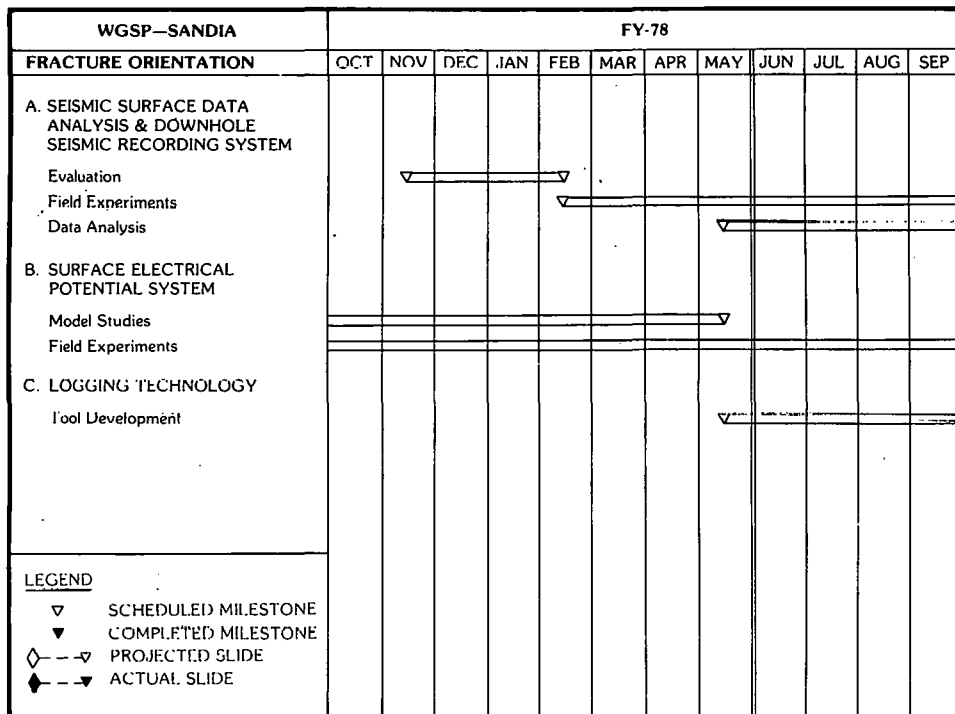 WGSP—SANDIA
FY-78
FRACTURE ORIENTATION
OCT NOV DEC JAN FEB MAR APR MAY JUN JUL AUG SEP
A. SEISMIC SURFACE DATA
ANALYSIS & DOWNHOLE
SEISMIC RECORDING SYSTEM
Evaluation
Field Experiments
Data Analysis
B. SURFACE ELECTRICAL
POTENTIAL SYSTEM
Model Studies
Field Experiments
C. LOGGING TECHNOLOGY
Tool Development
LEGEND
SCHEDULED MILESTONE
COMPLETED MILESTONE
PROJECTED SLIDE
ACTUAL SLIDE